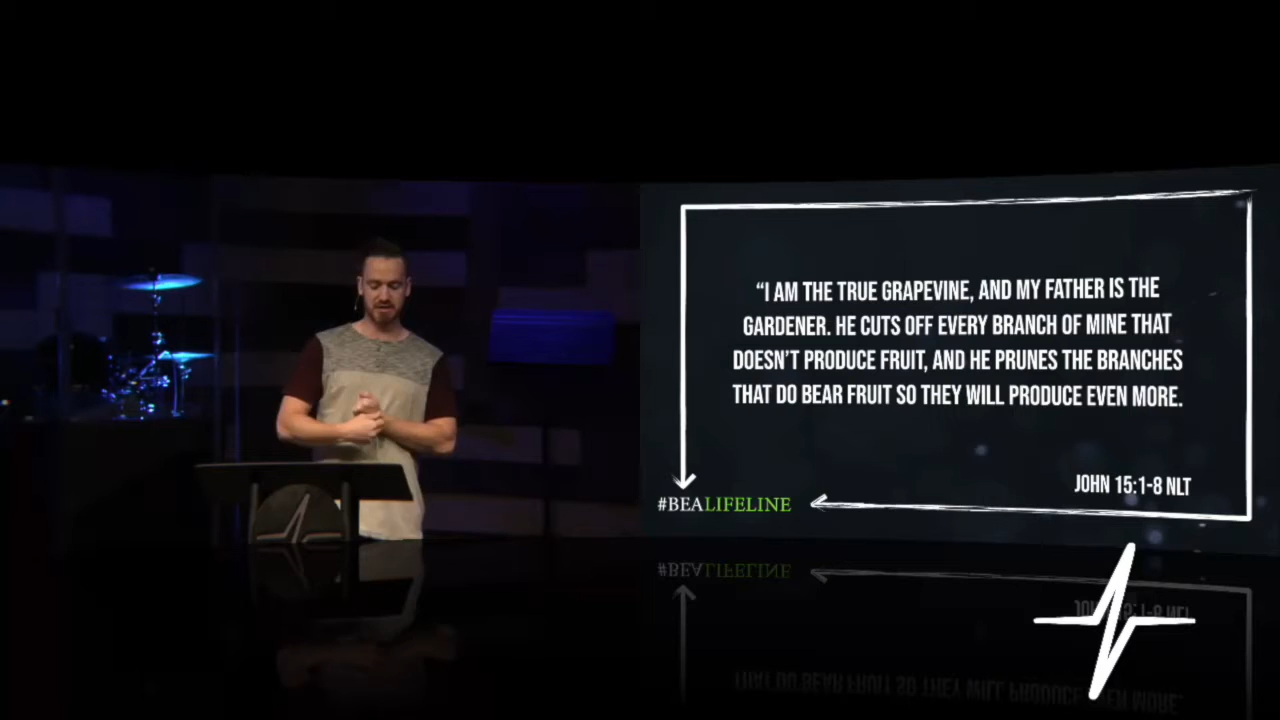 “I AM THE TRUE GRAPEVINE, AND MY FATHER IS THE
GARDENER. HE CUTS OFF EVERY BRANCH OF MINE THAT
DOESN’T PRODUCE FRUIT, AND HE PRUNES THE BRANCHES
THAT DO BEAR FRUIT SO THEY WILL PRODUCE EVEN MORE.
JOHN 15:1-8 NLT
#BEALIFELINE